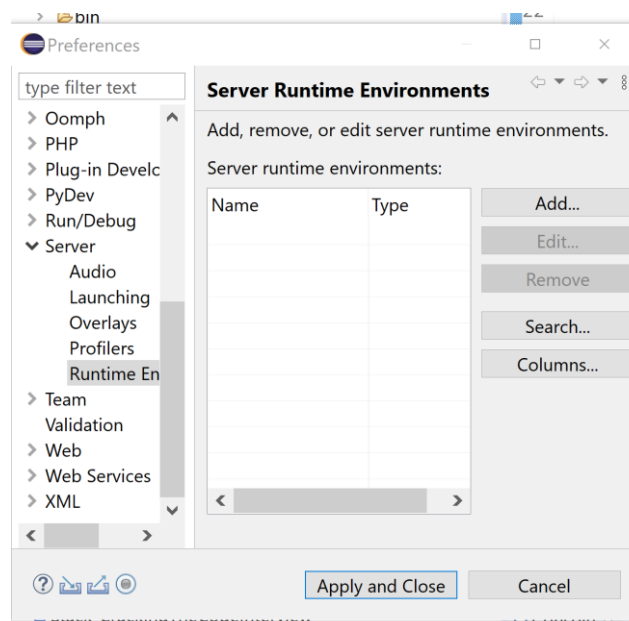 bin
Preferences
type filter text
Server Runtime Environments
Oomph
PHP
Plug-in Develc
PyDev
Run/Debug
Server
Audio
Launching
Overlays
Profilers
Runtime En
Team
Validation
Web
Web Services
XML
Add, remove, or edit server runtime environments.
Server runtime environments:
Name Type
Add...
Edit...
Remove
Search...
Columns...
Apply and Close
Cancel